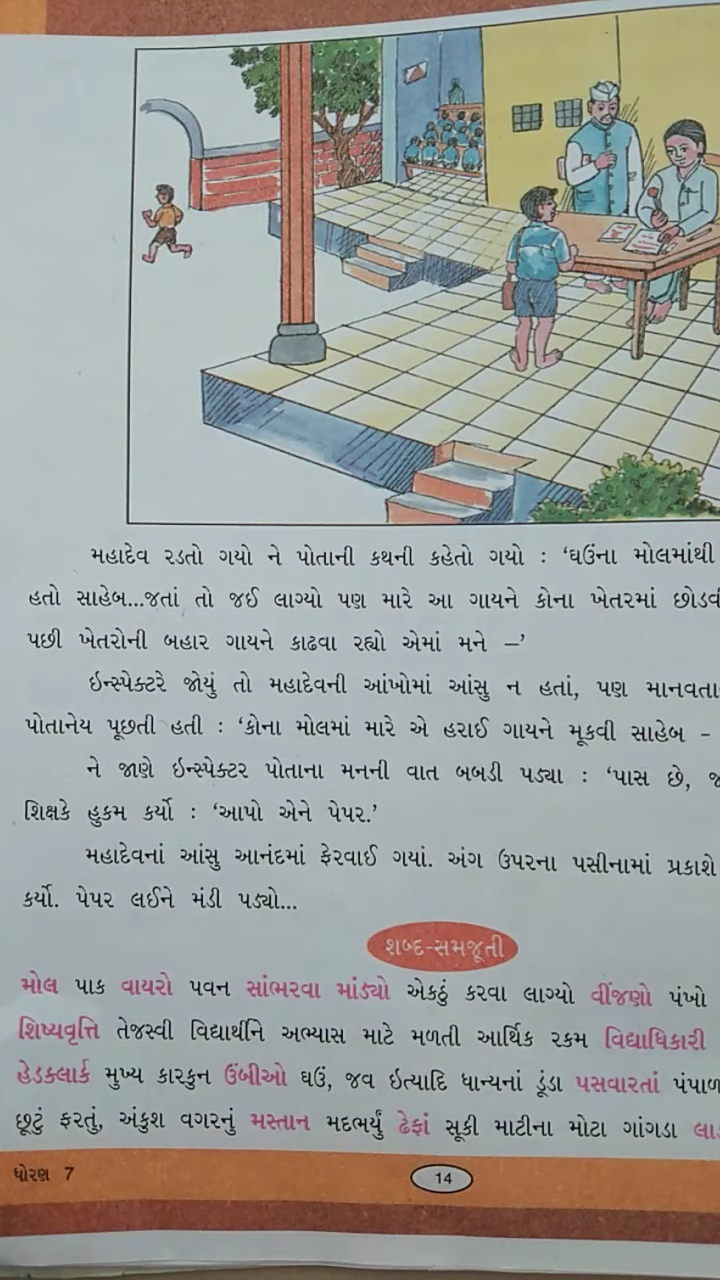 મહાદેવ રડતો ગયો ને પોતાની કથની કહેતો ગયો : ‘ઘઉંના મોલમાંથી
હતો સાહેબ...જતાં તો જઈ લાગ્યો પણ મારે આ ગાયને કોના ખેતરમાં
પછી ખેતરોની બહાર ગાયને કાઢવા રહ્યો એમાં મને –’
ઇન્સ્પેક્ટરે જોયું તો મહાદેવની આંખોમાં આંસુ ન હતાં, પણ
પોતાનેય પૂછતી હતી : ‘કોના મોલમાં મારે એ હરાઈ ગાયને મૂકવી સાહેબ -
ને જાણે ઇન્સ્પેક્ટર પોતાના મનની વાત બબડી પડ્યા : ‘પાસ છે,
શિક્ષકે હુકમ કર્યો : ‘આપો એને પેપર.’
મહાદેવનાં આંસુ આનંદમાં ફેરવાઈ ગયાં. અંગ ઉપરના પસીનામાં પ્રકાશે
કર્યો. પેપર લઈને મંડી પડ્યો...
શબ્દ-સમજૂતી
મોલ પાક વાયરો પવન સાંભરવા માંડ્યો એકઠું કરવા લાગ્યો વીંજણો પંખો
શિષ્યવૃત્તિ તેજસ્વી વિદ્યાર્થીને અભ્યાસ માટે મળતી આર્થિક રકમ વિદ્યાધિકારી
હેડક્લાર્ક મુખ્ય કારકુન ઉંબીઓ ઘઉં, જવ ઇત્યાદિ ધાન્યનાં ડૂંડા પસવારતાં
છૂટું ફરતું, અંકુશ વગરનું મસ્તાન મદભર્યું ઢેફાં સૂકી માટીના મોટા ગાંગડા
ધોરણ 7
14